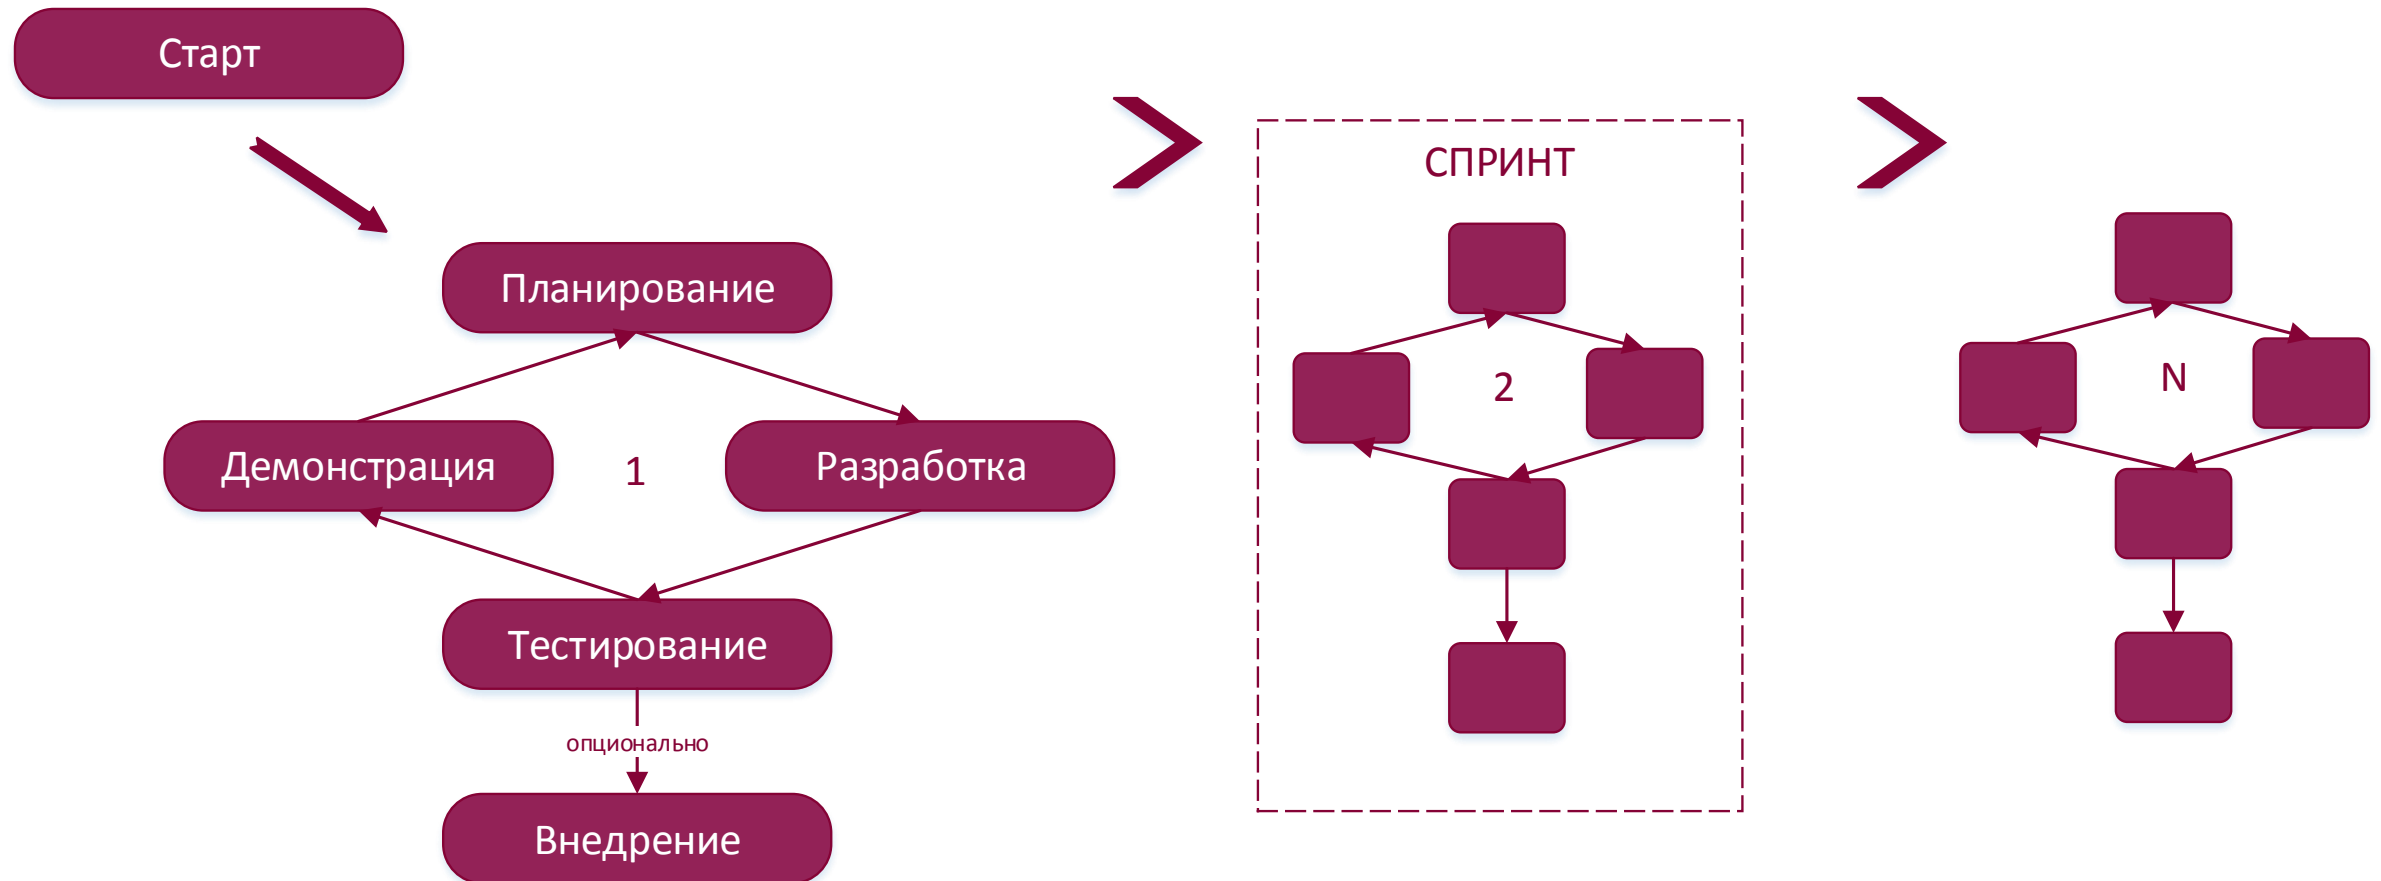 Старт
Планирование
Демонстрация
1
Разработка
Тестирование
опционально
Внедрение
СПРИНТ
2
N